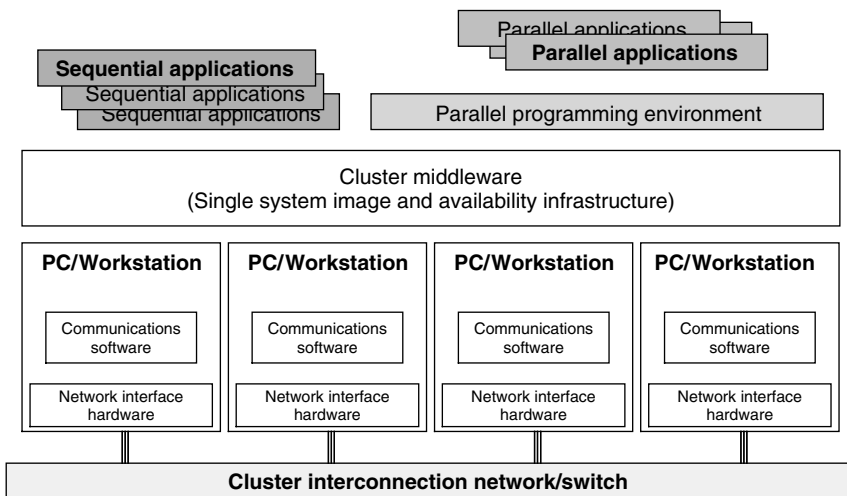 Parallel applications
Parallel applications
Sequential applications
Sequential applications
Sequential applications
Parallel programming environment
Cluster middleware
(Single system image and availability infrastructure)
PC/Workstation
PC/Workstation
PC/Workstation
PC/Workstation
Communications
software
Communications
software
Communications
software
Communications
software
Network interface
hardware
Network interface
hardware
Network interface
hardware
Network interface
hardware
Cluster interconnection network/switch